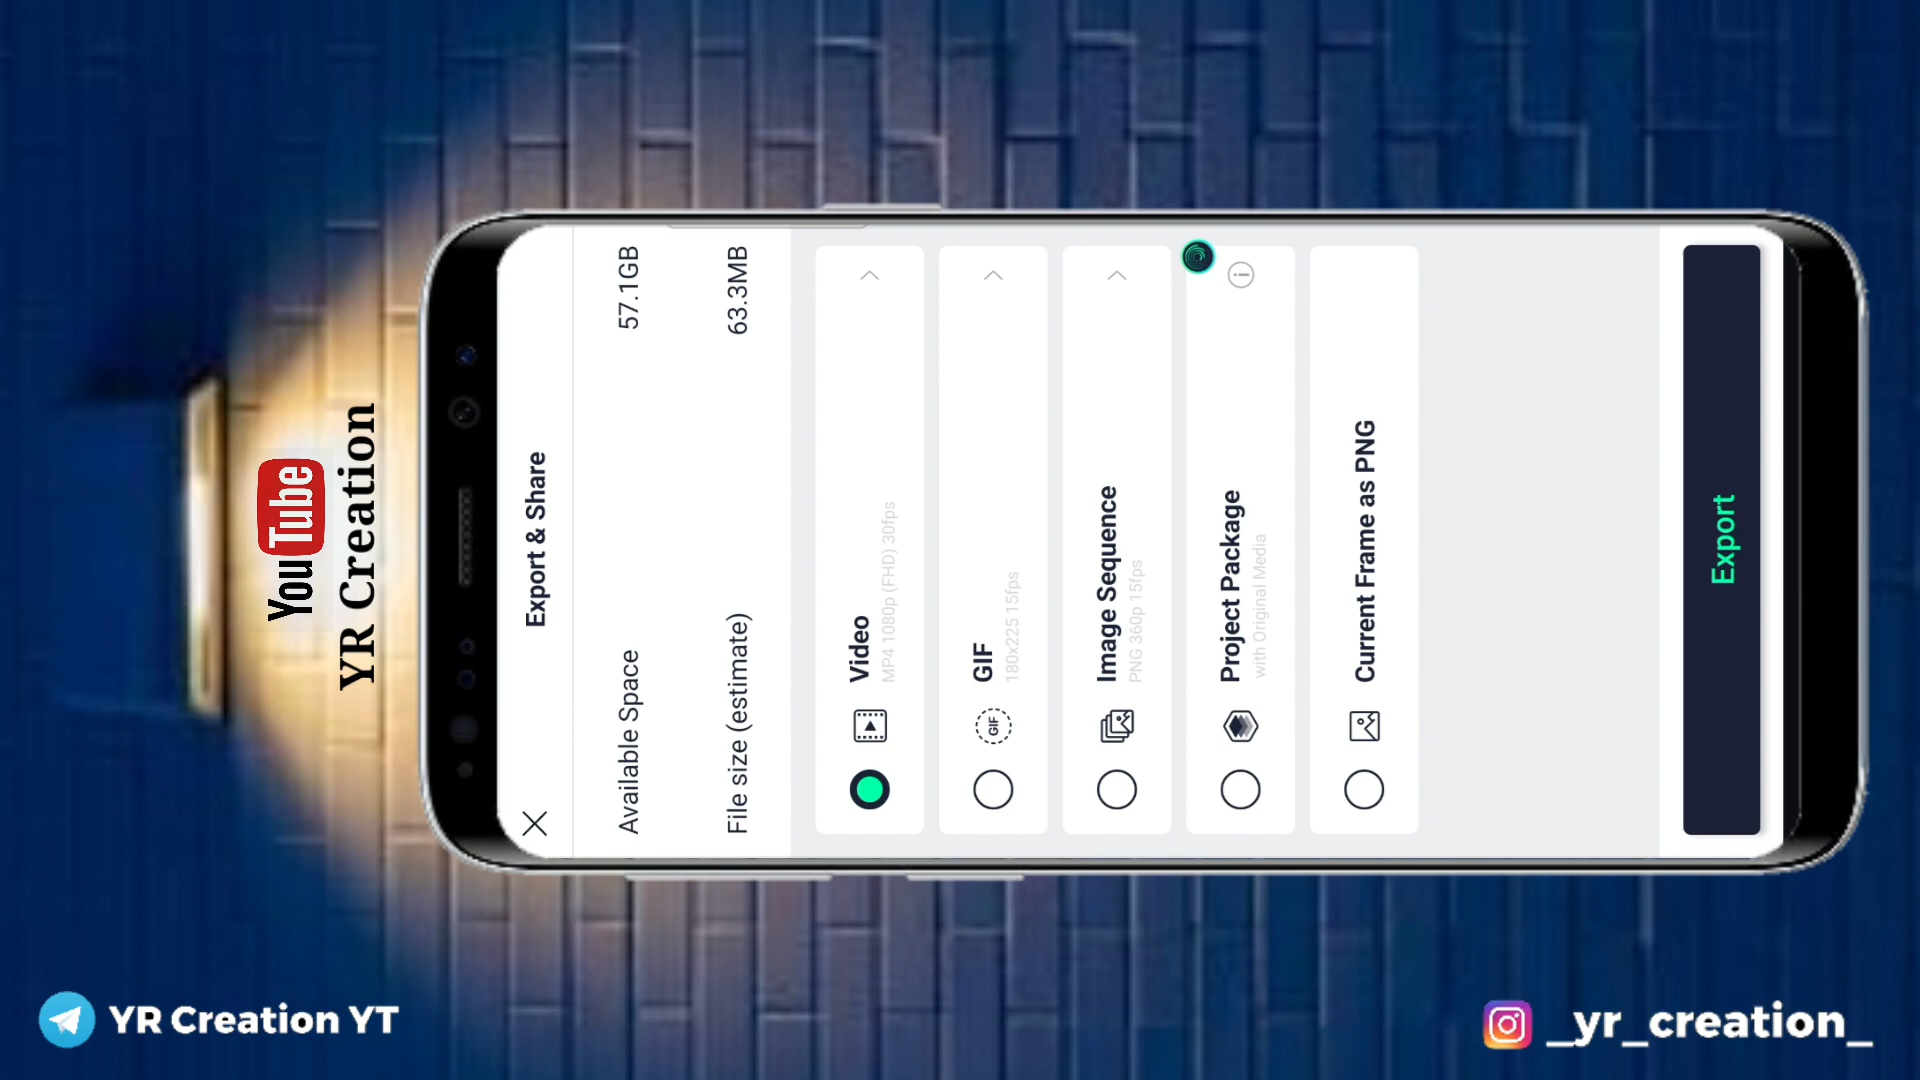 YouTube
YR Creation
Export & Share
Available Space 57.1GB
File size (estimate) 63.3MB
Video
MP4 1080p (FHD) 30fps
GIF
GIF
180x225 15fps
Image Sequence
PNG 360p 15fps
Project Package
with Original Media
Current Frame as PNG
Export
YR Creation YT
_yr_creation_